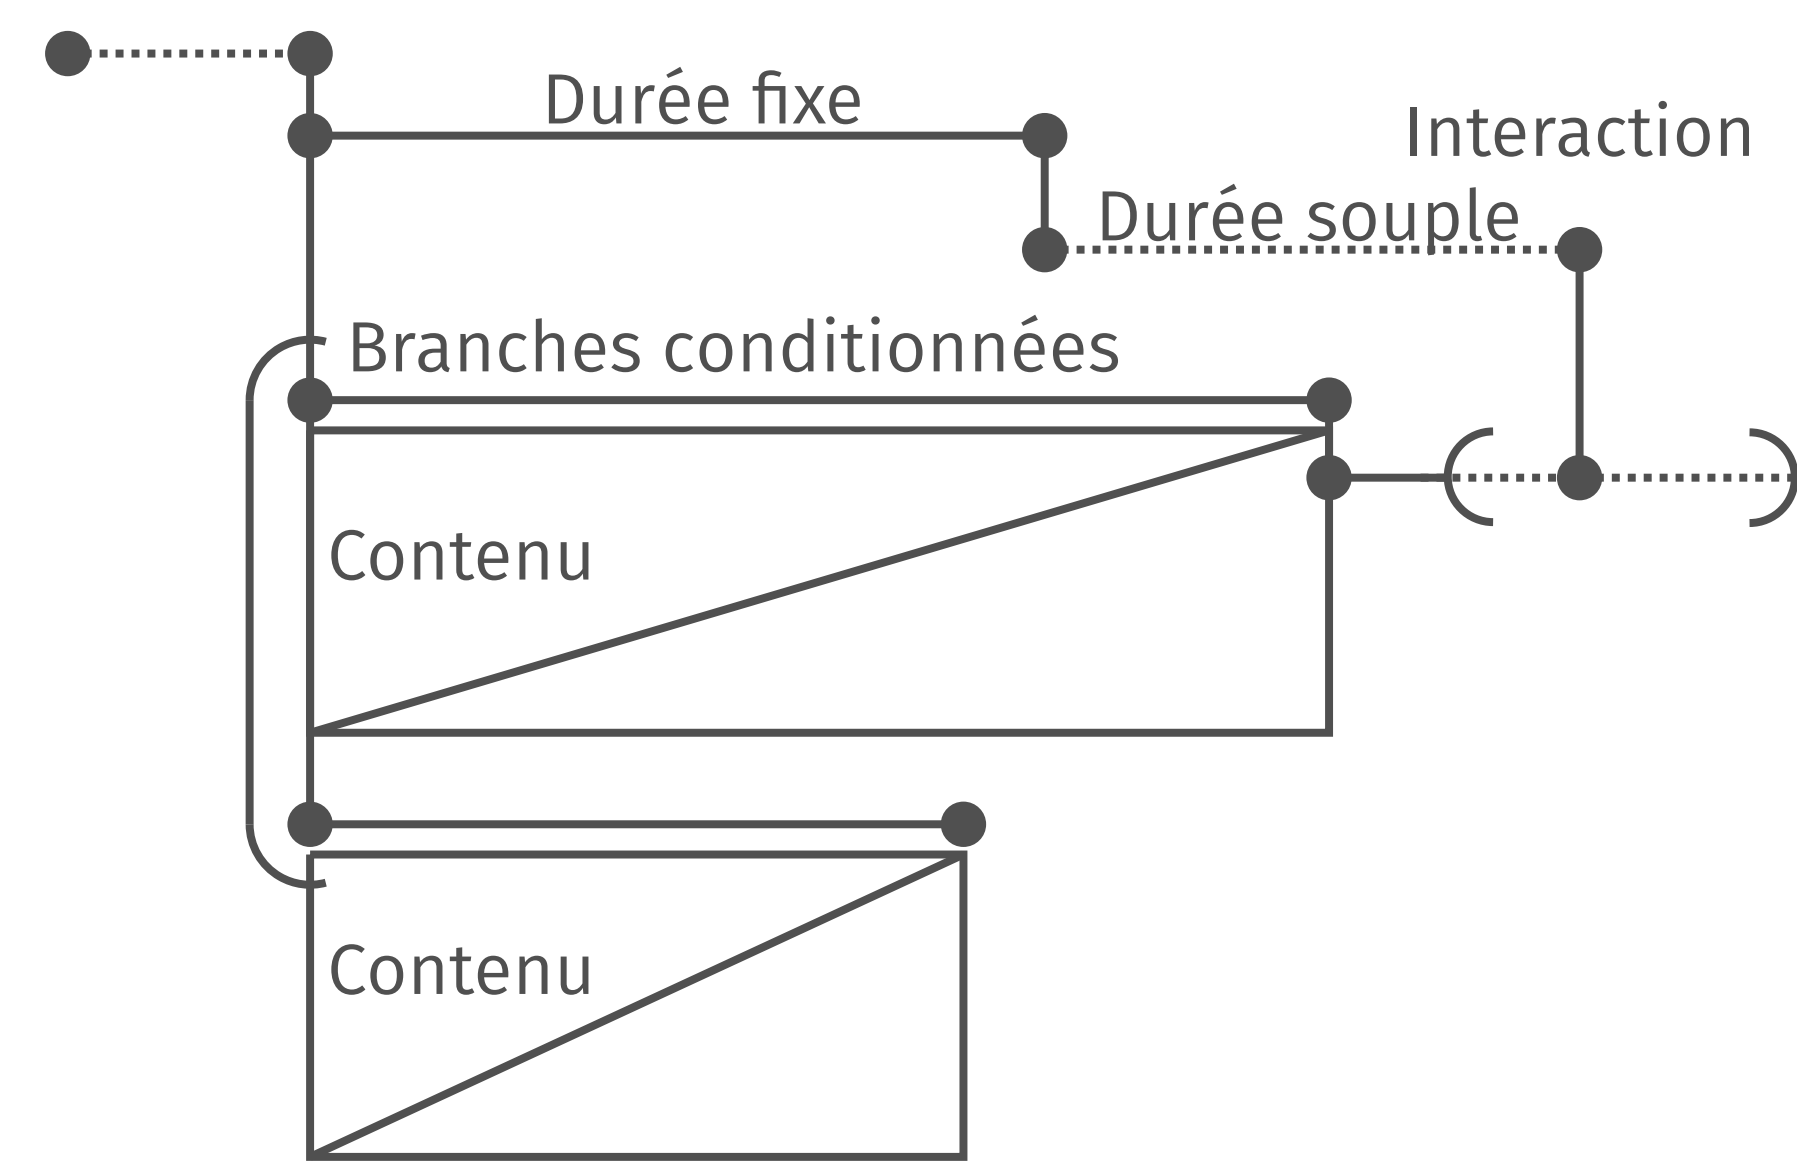 Durée fixe
Interaction
Durée souple
Branches conditionnées
Contenu
Contenu